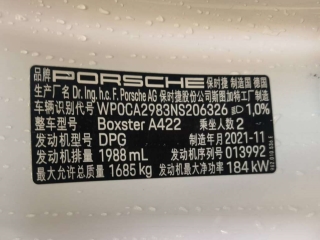 品牌 PORSCHE 保时捷 制造国 德国
生产厂名 Dr. Ing. h.c. F. Porsche AG 保时捷股份公司斯图加特工厂制造
车辆识别代号 WP0CA2983NS206326 1,0%
整车型号 Boxster A422 乘坐人数 2
发动机型号 DPG 制造年月 2021-11
发动机排量 1988 mL 发动机序列号 013992
最大允许总质量 1685 kg 发动机最大净功率 184 kW